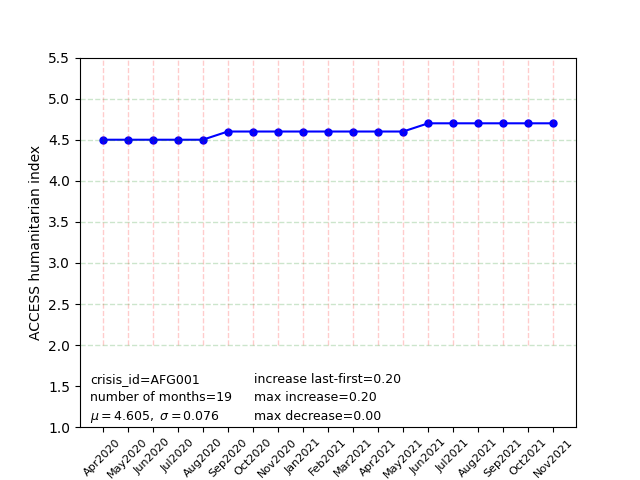 5.5
5.0
4.5
4.0
3.5
3.0
2.5
2.0
1.5
1.0
ACCESS humanitarian index
crisis_id=AFG001
number of months=19
μ=4.605, σ=0.076
increase last-first=0.20
max increase=0.20
max decrease=0.00
Apr2020
May2020
Jun2020
Jul2020
Aug2020
Sep2020
Oct2020
Nov2020
Jan2021
Feb2021
Mar2021
Apr2021
May2021
Jun2021
Jul2021
Aug2021
Sep2021
Oct2021
Nov2021